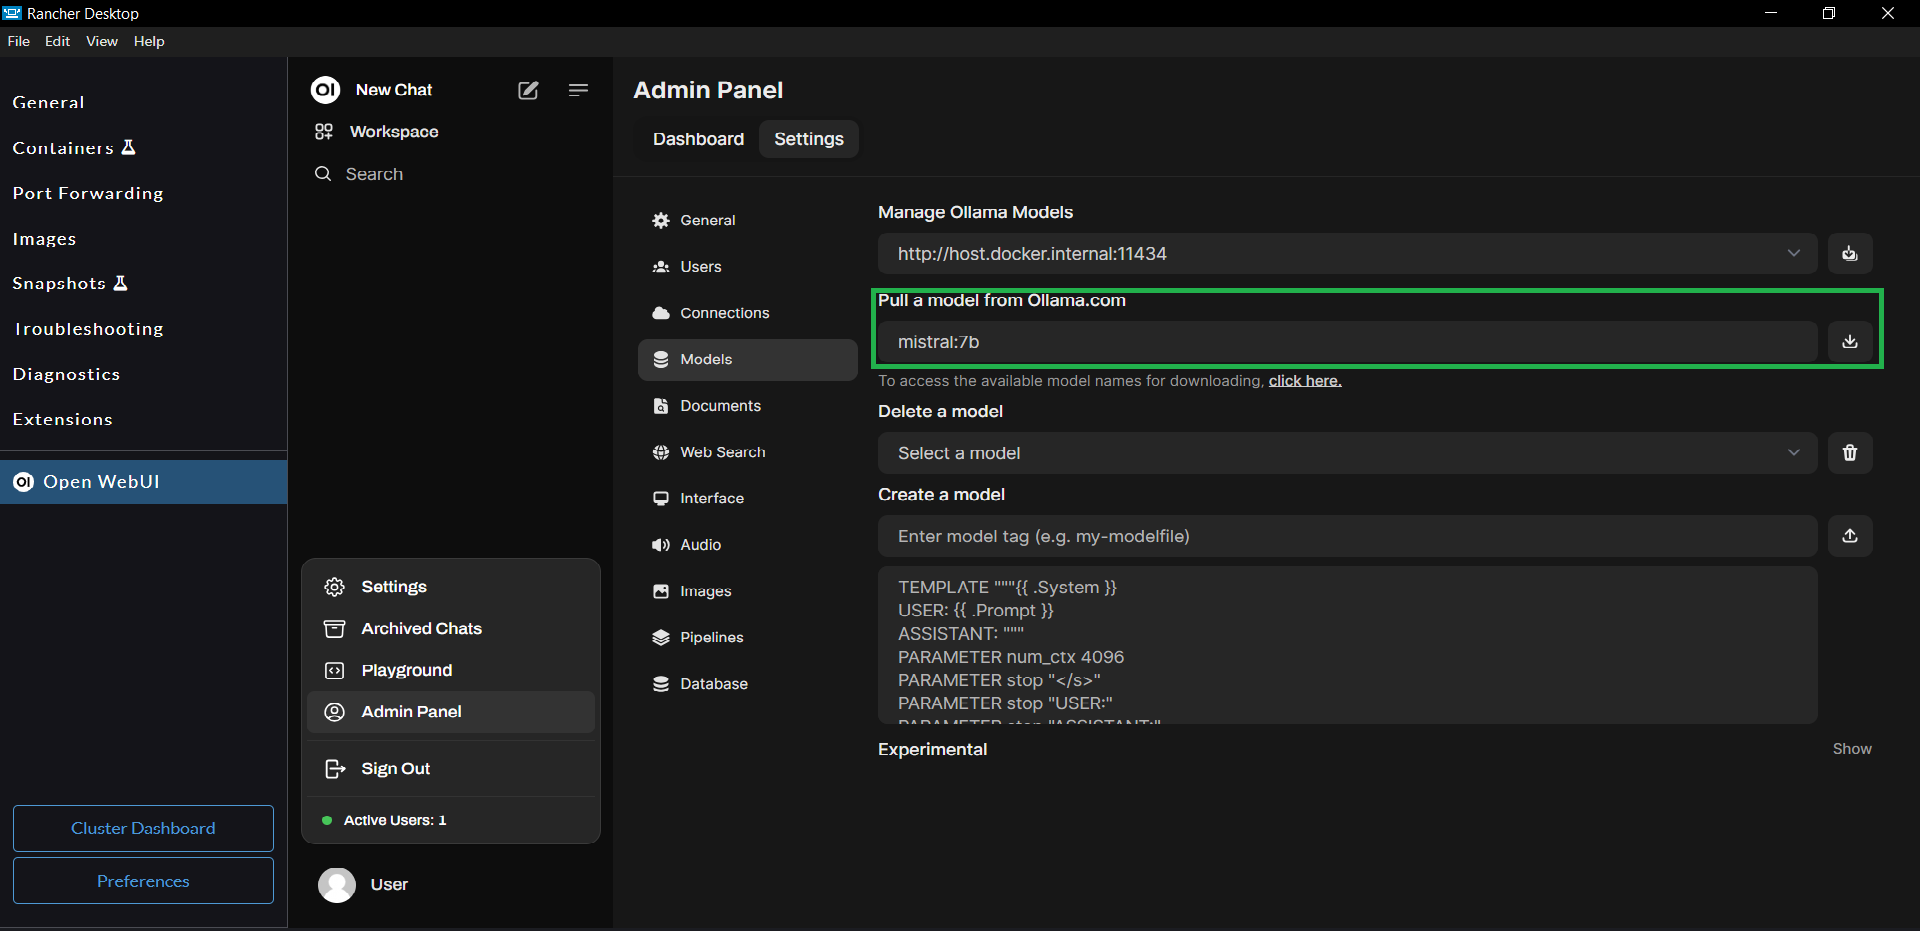 Rancher Desktop
File Edit View Help
General
Containers
Port Forwarding
Images
Snapshots
Troubleshooting
Diagnostics
Extensions
OI Open WebUI
Cluster Dashboard
Preferences
OI New Chat
Workspace
Search
Settings
Archived Chats
Playground
Admin Panel
Sign Out
Active Users: 1
User
Admin Panel
Dashboard Settings
General
Users
Connections
Models
Documents
Web Search
Interface
Audio
Images
Pipelines
Database
Manage Ollama Models
http://host.docker.internal:11434
Pull a model from Ollama.com
mistral:7b
To access the available model names for downloading, click here.
Delete a model
Select a model
Create a model
Enter model tag (e.g. my-modelfile)
TEMPLATE """{{ .System }}
USER: {{ .Prompt }}
ASSISTANT: """
PARAMETER num_ctx 4096
PARAMETER stop "</s>"
PARAMETER stop "USER:"
PARAMETER stop "ASSISTANT:"
Experimental Show